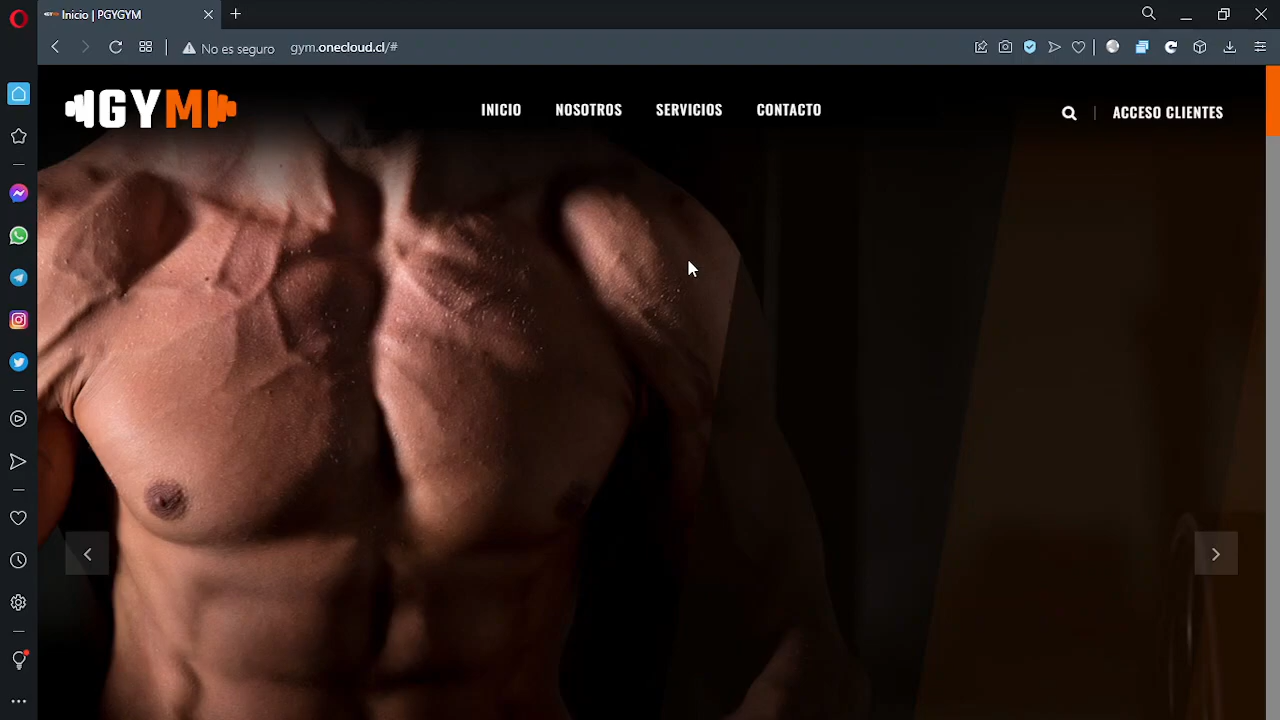 Inicio | PGYGYM
No es seguro gym.onecloud.cl/#
GYM
INICIO NOSOTROS SERVICIOS CONTACTO
ACCESO CLIENTES